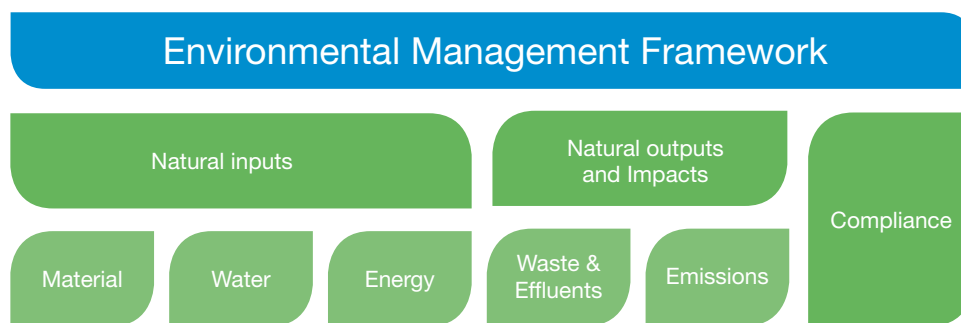 Environmental Management Framework
Natural inputs
Natural outputs
and Impacts
Compliance
Material
Water
Energy
Waste &
Effluents
Emissions